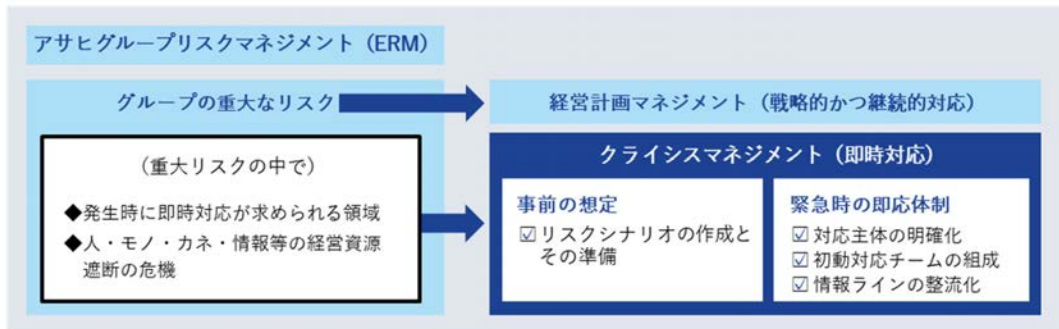 アサヒグループリスクマネジメント（ERM）
グループの重大なリスク
経営計画マネジメント（戦略的かつ継続的対応）
（重大リスクの中で）
◆発生時に即時対応が求められる領域
◆人・モノ・カネ・情報等の経営資源
遮断の危機
クライシスマネジメント（即時対応）
事前の想定
☑リスクシナリオの作成と
その準備
緊急時の即応体制
☑対応主体の明確化
☑初動対応チームの組成
☑情報ラインの整流化